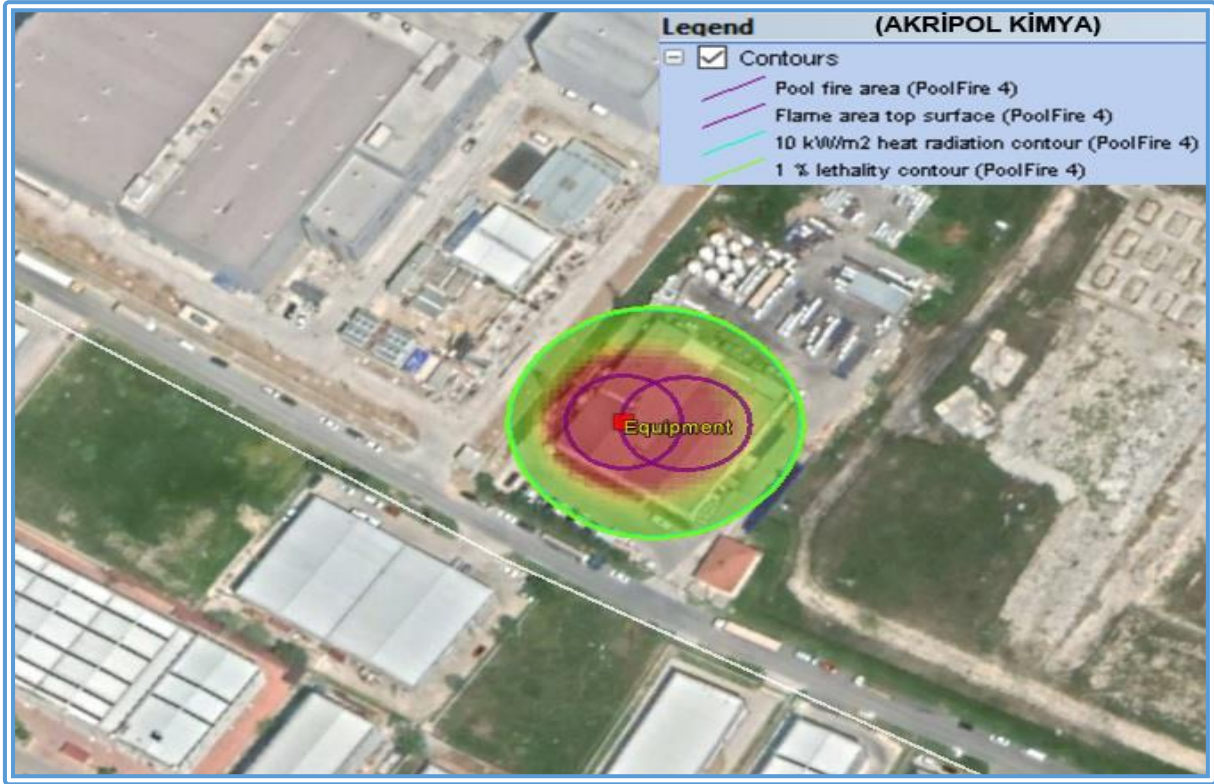 Legend (AKRİPOL KİMYA)
Contours
Pool fire area (PoolFire 4)
Flame area top surface (PoolFire 4)
10 kW/m2 heat radiation contour (PoolFire 4)
1 % lethality contour (PoolFire 4)
Equipment